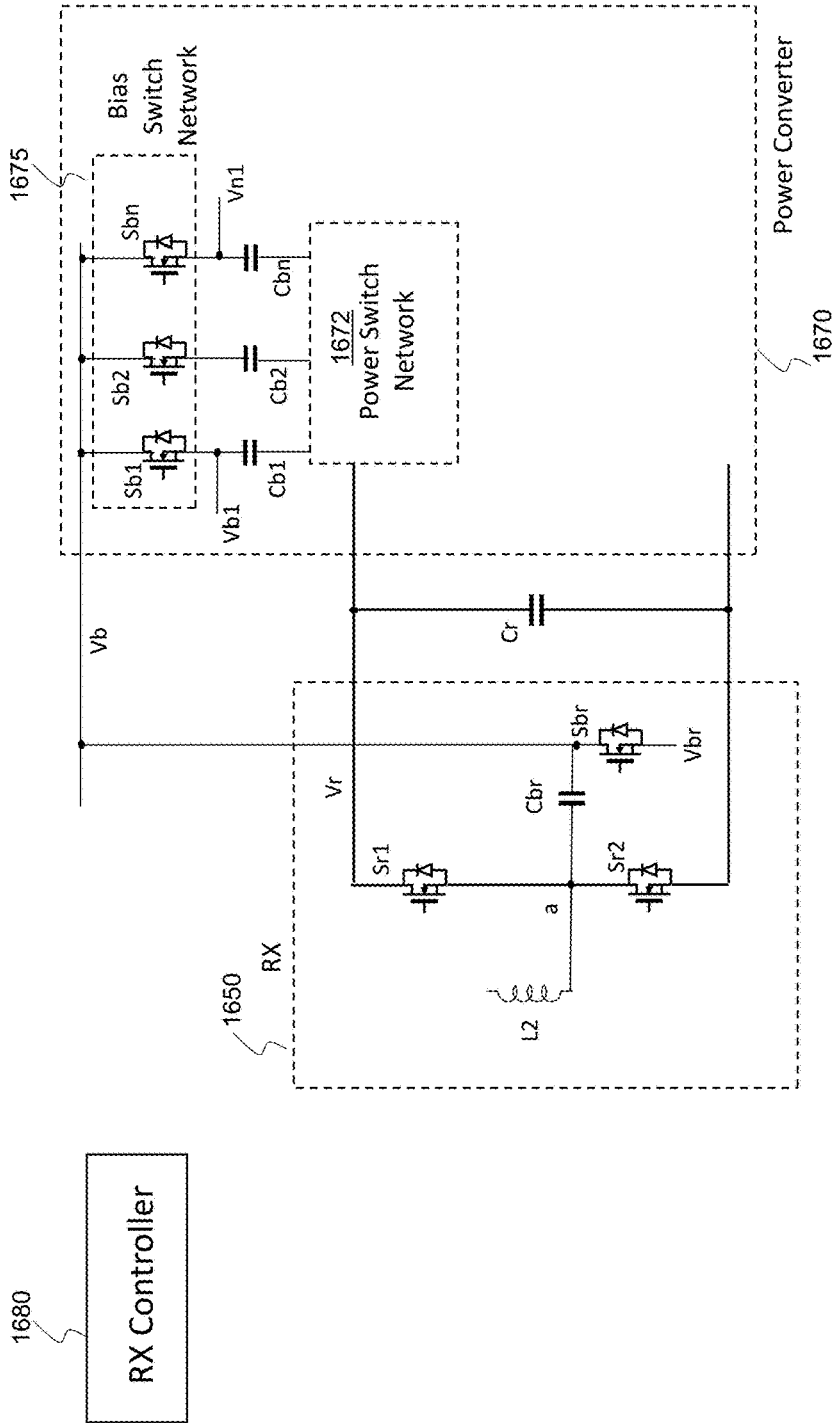 1680
RX Controller
1650
RX
L2
a
Sr1
Sr2
Cbr
Sbr
Vbr
Vr
Vb
Cr
1675
Bias
Switch
Network
Sb1
Sb2
Sbn
Vb1
Vn1
Cb1
Cb2
Cbn
1672
Power Switch
Network
1670
Power Converter